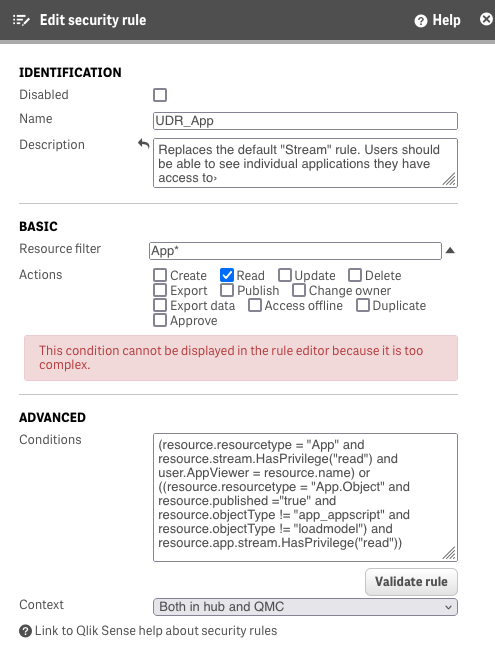 Edit security rule
Help
IDENTIFICATION
Disabled
Name
UDR_App
Description
Replaces the default "Stream" rule. Users should
be able to see individual applications they have
access to›
BASIC
Resource filter
App*
Actions
Create Read Update Delete
Export Publish Change owner
Export data Access offline Duplicate
Approve
This condition cannot be displayed in the rule editor because it is too
complex.
ADVANCED
Conditions
(resource.resourcetype = "App" and
resource.stream.HasPrivilege("read") and
user.AppViewer = resource.name) or
((resource.resourcetype = "App.Object" and
resource.published ="true" and
resource.objectType != "app_appscript" and
resource.objectType != "loadmodel") and
resource.app.stream.HasPrivilege("read"))
Validate rule
Context
Both in hub and QMC
Link to Qlik Sense help about security rules